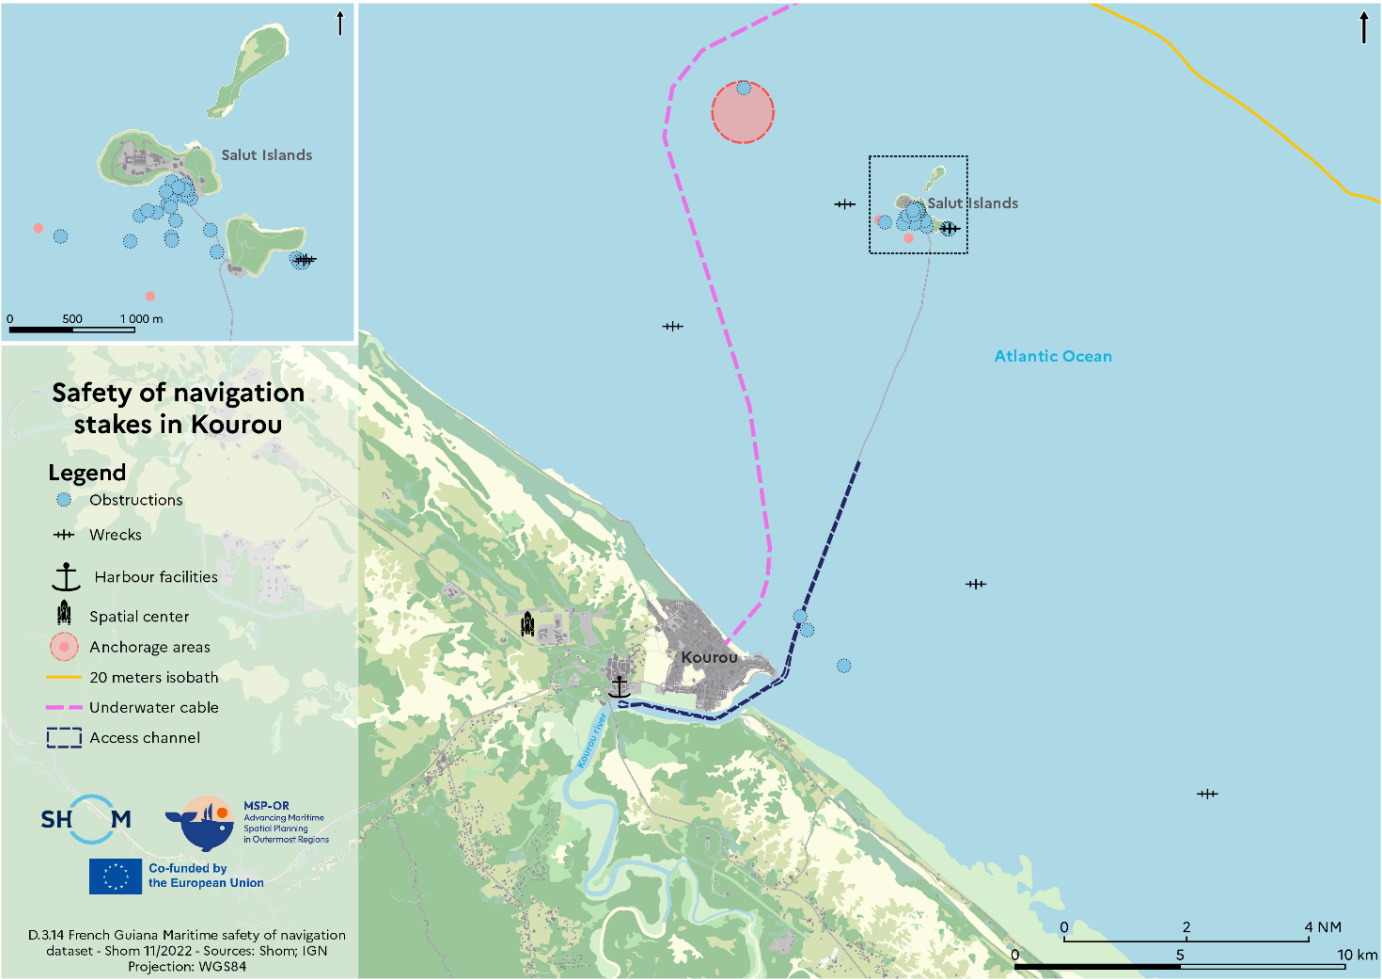 Salut Islands
0 500 1 000 m
Safety of navigation
stakes in Kourou
Legend
Obstructions
Wrecks
Harbour facilities
Spatial center
Anchorage areas
20 meters isobath
Underwater cable
Access channel
SHOM
MSP-OR
Advancing Maritime
Spatial Planning
in Outermost Regions
Co-funded by
the European Union
D.3.14 French Guiana Maritime safety of navigation
dataset - Shom 11/2022 - Sources: Shom; IGN
Projection: WGS84
Salut Islands
Atlantic Ocean
Kourou
Kourou river
0 2 4 NM
0 5 10 km